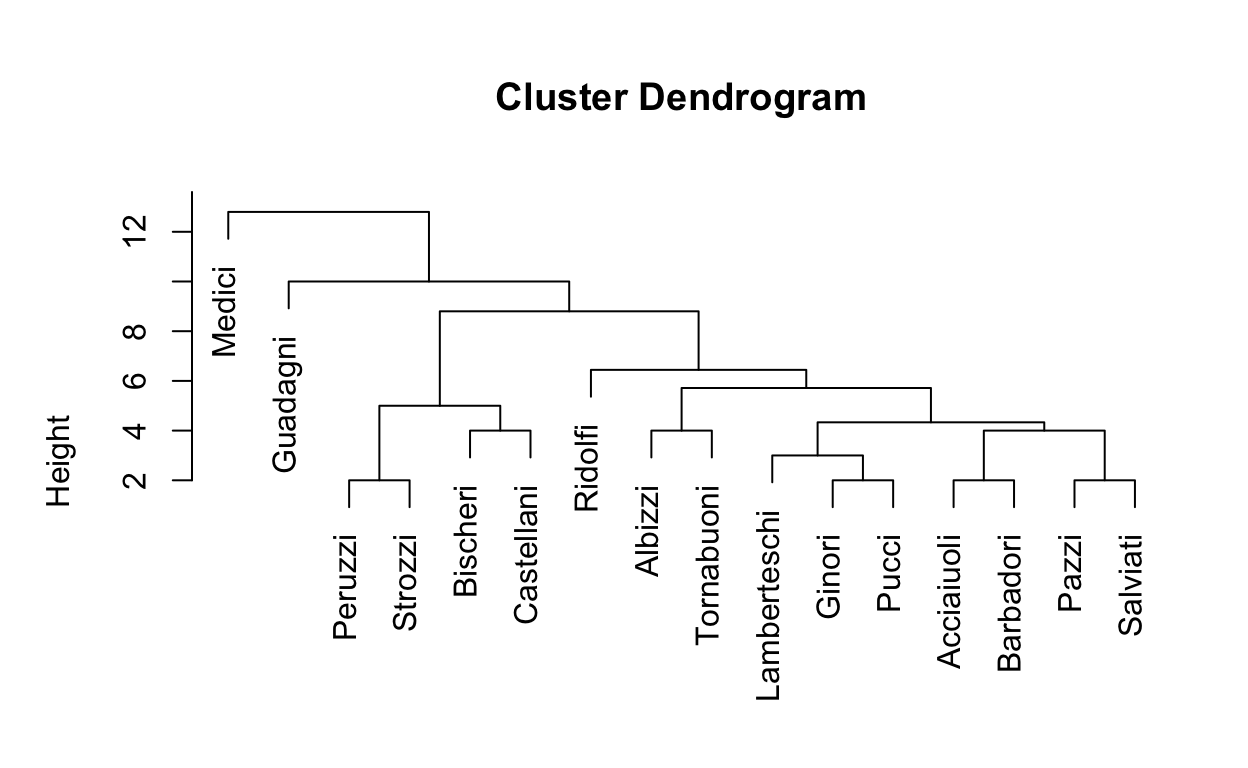 Cluster Dendrogram
Height
12
8
6
4
2
Medici
Guadagni
Peruzzi
Strozzi
Bischeri
Castellani
Ridolfi
Albizzi
Tornabuoni
Lamberteschi
Ginori
Pucci
Acciaiuoli
Barbadori
Pazzi
Salviati